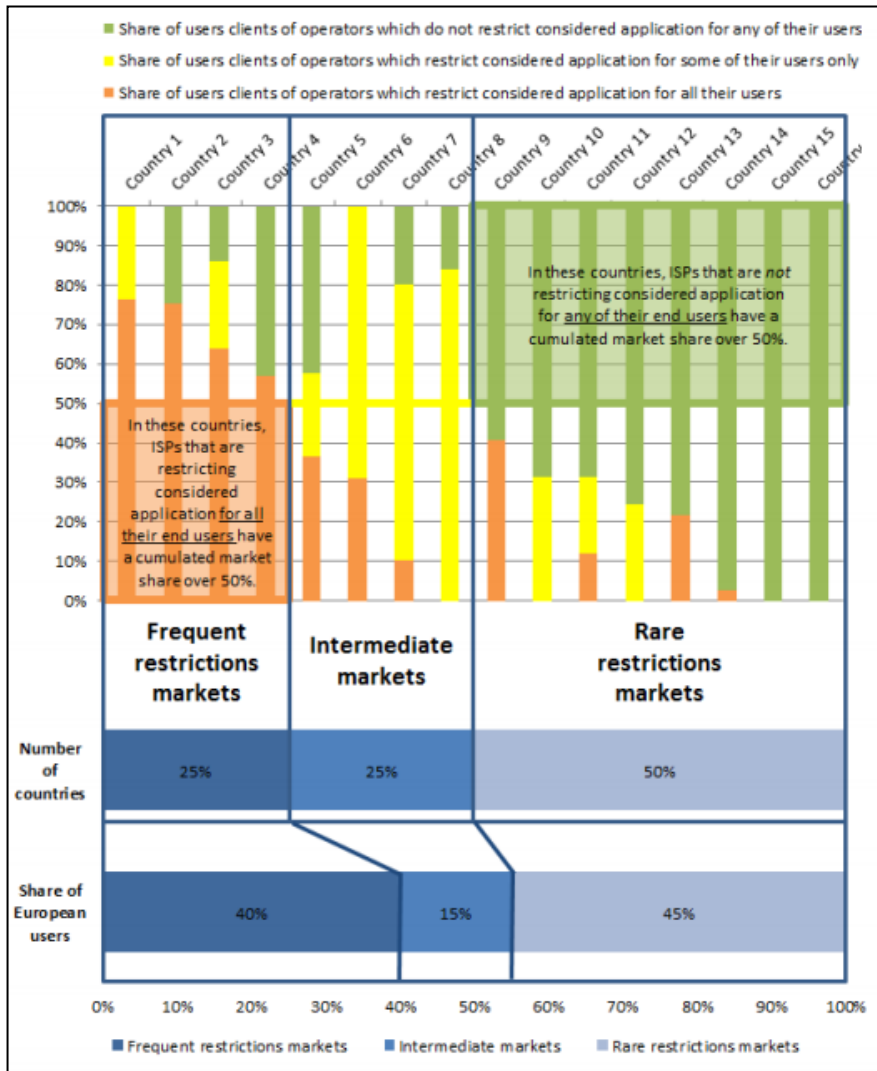 Share of users clients of operators which do not restrict considered application for any of their users
Share of users clients of operators which restrict considered application for some of their users only
Share of users clients of operators which restrict considered application for all their users
Country 1
Country 2
Country 3
Country 4
Country 5
Country 6
Country 7
Country 8
Country 9
Country 10
Country 11
Country 12
Country 13
Country 14
Country 15
Country
100%
90%
80%
70%
60%
50%
40%
30%
20%
10%
0%
In these countries, ISPs that are not
restricting considered application
for any of their end users have a
cumulated market share over 50%.
In these countries,
ISPs that are
restricting
considered
application for all
their end users have
a cumulated market
share over 50%.
Frequent
restrictions
markets
Intermediate
markets
Rare
restrictions
markets
Number
of
countries
25%
25%
50%
Share of
European
users
40%
15%
45%
0% 10% 20% 30% 40% 50% 60% 70% 80% 90% 100%
Frequent restrictions markets
Intermediate markets
Rare restrictions markets